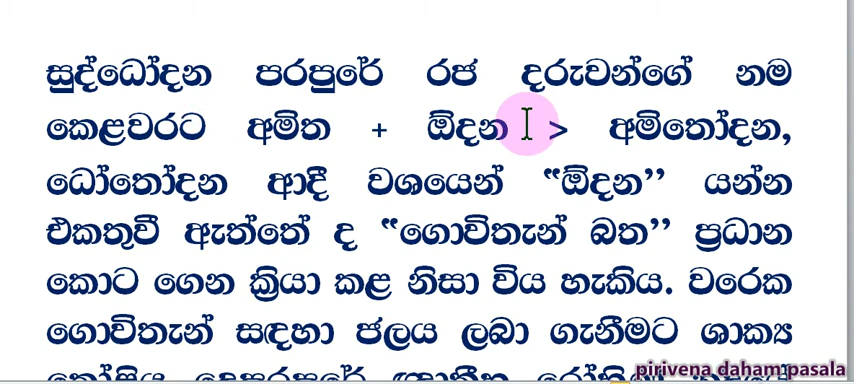 සුද්ධෝදන පරපුරේ රජ දරුවන්ගේ නම
කෙළවරට අමිත + ඕදන > අමිතෝදන,
ධෝතෝදන ආදී වශයෙන් “ඕදන’’ යන්න
එකතුවී ඇත්තේ ද “ගොවිතැන් බත’’ ප්‍රධාන
කොට ගෙන ක්‍රියා කළ නිසා විය හැකිය. වරෙක
ගොවිතැන් සඳහා ජලය ලබා ගැනීමට ශාක්‍ය
pirivena daham pasala